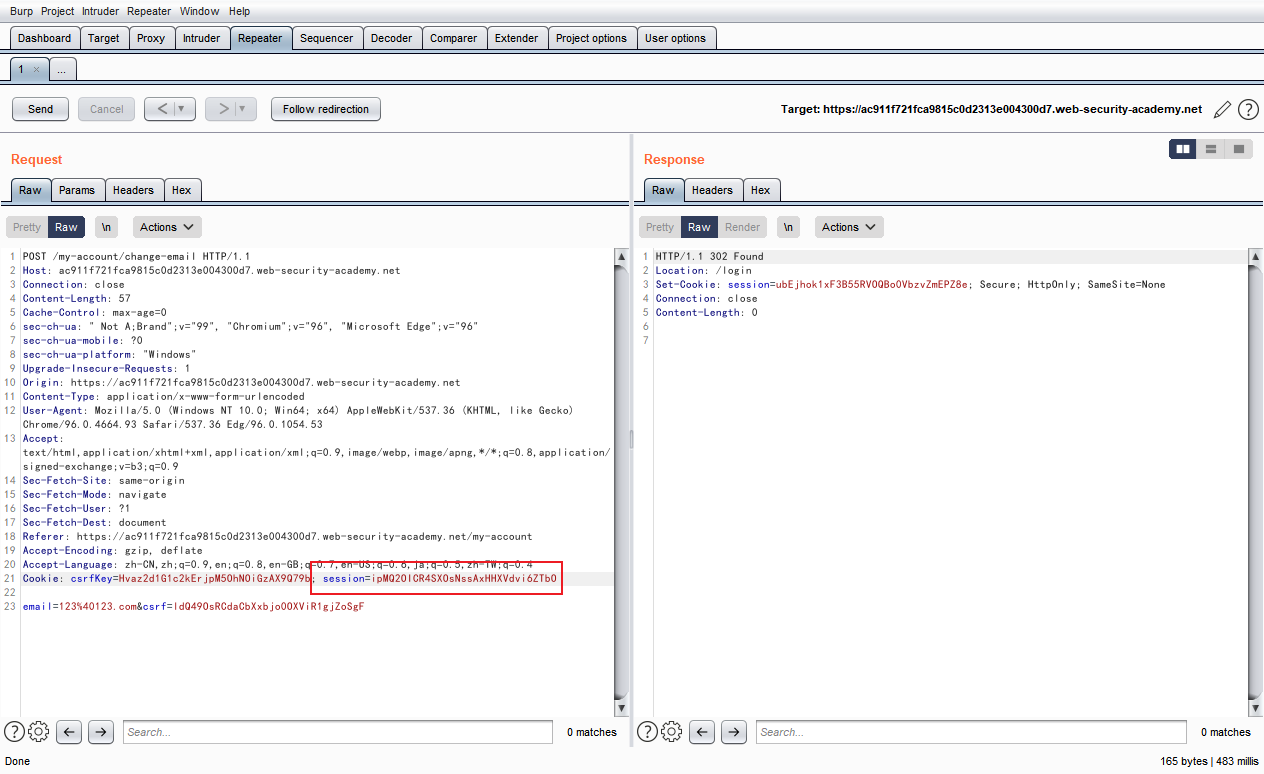 Burp Project Intruder Repeater Window Help
Dashboard Target Proxy Intruder Repeater Sequencer Decoder Comparer Extender Project options User options
1 × ...
Send Cancel < ▼ > ▼ Follow redirection Target: https://ac911f721fca9815c0d2313e004300d7.web-security-academy.net ?
Request
Raw Params Headers Hex
Pretty Raw \n Actions
1 POST /my-account/change-email HTTP/1.1
2 Host: ac911f721fca9815c0d2313e004300d7.web-security-academy.net
3 Connection: close
4 Content-Length: 57
5 Cache-Control: max-age=0
6 sec-ch-ua: " Not A;Brand";v="99", "Chromium";v="96", "Microsoft Edge";v="96"
7 sec-ch-ua-mobile: ?0
8 sec-ch-ua-platform: "Windows"
9 Upgrade-Insecure-Requests: 1
10 Origin: https://ac911f721fca9815c0d2313e004300d7.web-security-academy.net
11 Content-Type: application/x-www-form-urlencoded
12 User-Agent: Mozilla/5.0 (Windows NT 10.0; Win64; x64) AppleWebKit/537.36 (KHTML, like Gecko)
Chrome/96.0.4664.93 Safari/537.36 Edg/96.0.1054.53
13 Accept:
text/html,application/xhtml+xml,application/xml;q=0.9,image/webp,image/apng,*/*;q=0.8,application/
signed-exchange;v=b3;q=0.9
14 Sec-Fetch-Site: same-origin
15 Sec-Fetch-Mode: navigate
16 Sec-Fetch-User: ?1
17 Sec-Fetch-Dest: document
18 Referer: https://ac911f721fca9815c0d2313e004300d7.web-security-academy.net/my-account
19 Accept-Encoding: gzip, deflate
20 Accept-Language: zh-CN,zh;q=0.9,en;q=0.8,en-GB;q=0.7,en-US;q=0.6,ja;q=0.5,zh-TW;q=0.4
21 Cookie: csrfKey=Hvaz2d1G1c2kErjpM5OhNOiGzAX9Q79b; session=ipMQ2OlCR4SXOsNssAxHHXVdvi6ZTbO
22
23 email=123%40123.com&csrf=ldQ49OsRCdaCbXxbjoOOXViR1gjZoSgF
? Search... 0 matches
Response
Raw Headers Hex
Pretty Raw Render \n Actions
1 HTTP/1.1 302 Found
2 Location: /login
3 Set-Cookie: session=ubEjhok1xF3B55RVOQBoOVbzvZmEPZ8e; Secure; HttpOnly; SameSite=None
4 Connection: close
5 Content-Length: 0
6
7
? Search... 0 matches
Done 165 bytes | 483 millis